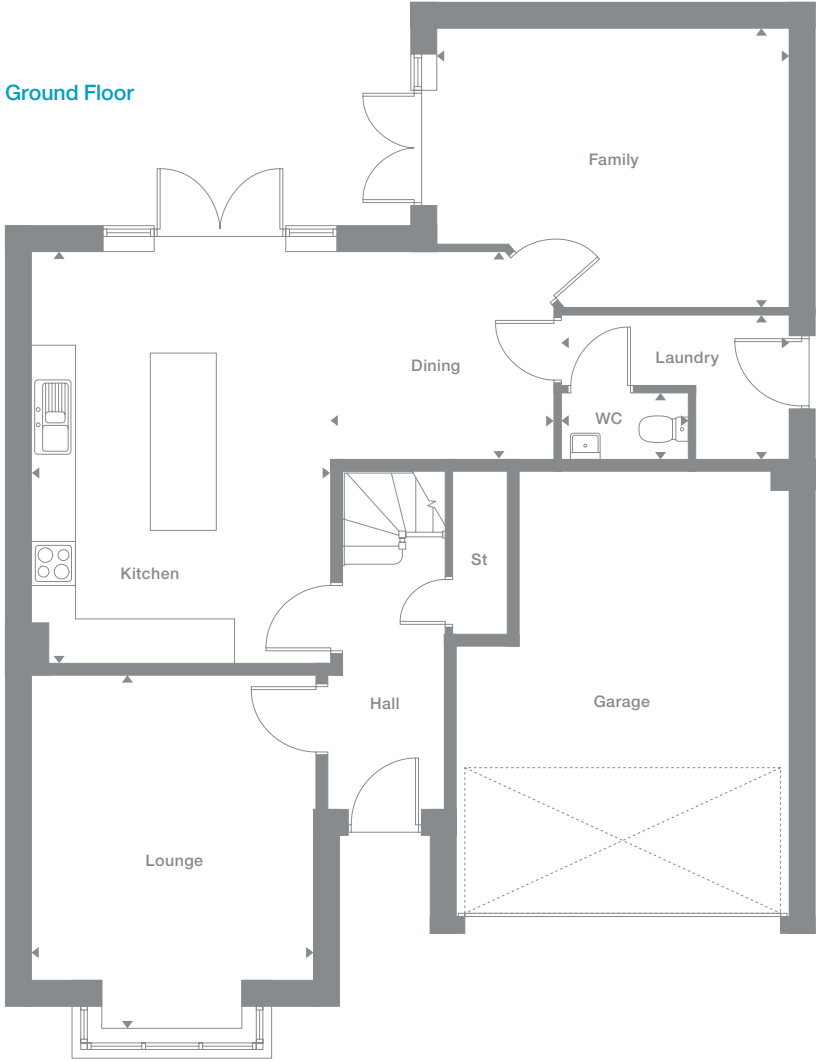 Ground Floor
Family
Laundry
Dining
WC
St
Kitchen
Hall
Garage
Lounge